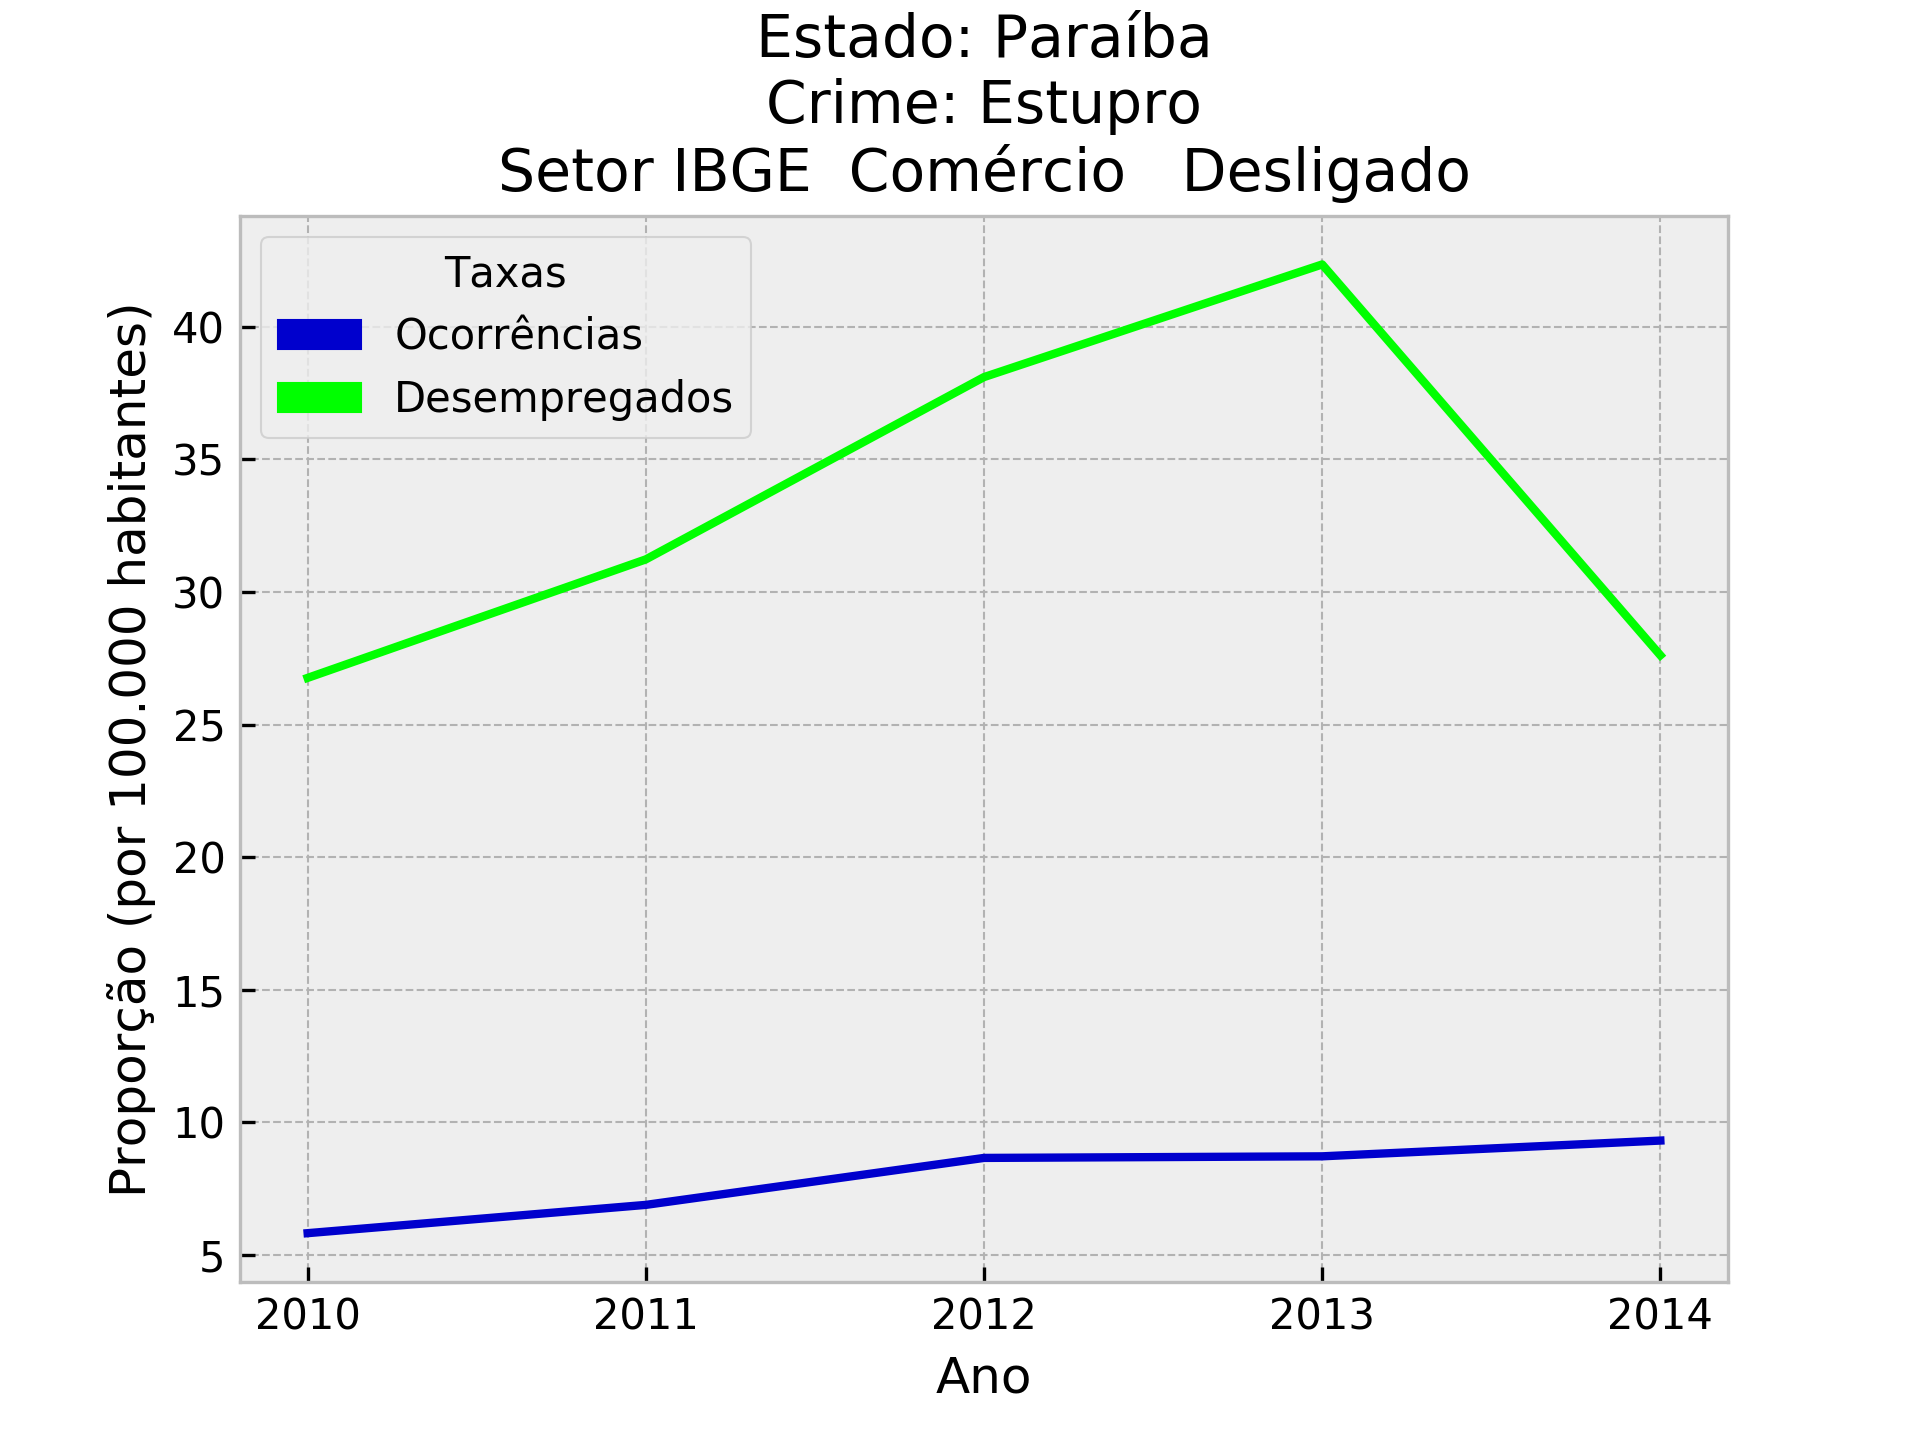 Estado: Paraíba
Crime: Estupro
Setor IBGE  Comércio   Desligado
Taxas
Ocorrências
Desempregados
Proporção (por 100.000 habitantes)
40
35
30
25
20
15
10
5
2010 2011 2012 2013 2014
Ano